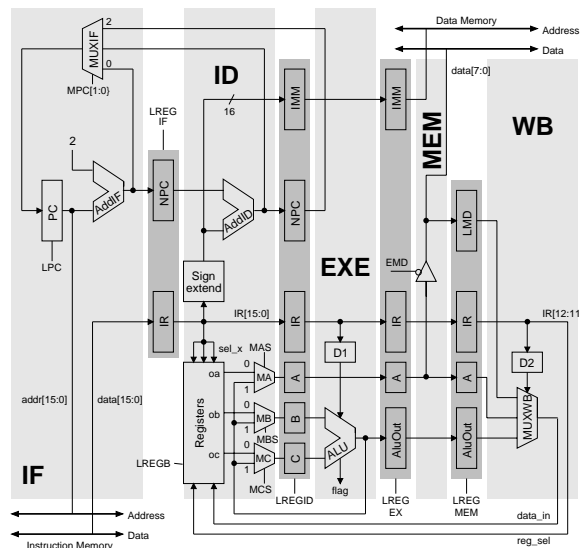 Data Memory
Address
Data
data[7:0]
2
MUXIF
0
MPC[1:0}
ID
16
IMM
IMM
MEM
WB
LREG
IF
2
PC
LPC
AddIF
NPC
AddID
NPC
LMD
EXE
EMD
Sign
extend
IR
IR[15:0]
IR
IR
IR
IR[12:11]
sel_x
D1
D2
MAS
addr[15:0]
data[15:0]
Registers
oa
0
MA
1
A
A
A
ob
0
MB
1
B
MBS
oc
0
MC
1
C
MCS
ALU
AluOut
AluOut
MUXWB
LREGB
LREGID
flag
LREG
EX
LREG
MEM
IF
Address
Data
Instruction Memory
data_in
reg_sel